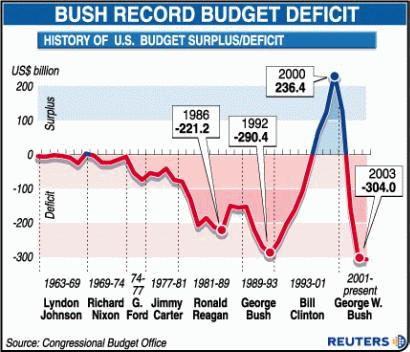 BUSH RECORD BUDGET DEFICIT
HISTORY OF U.S. BUDGET SURPLUS/DEFICIT
US$ billion
200
100
0
-100
-200
-300
Surplus
Deficit
1986
-221.2
1992
-290.4
2000
236.4
2003
-304.0
1963-69
Lyndon
Johnson
1969-74
Richard
Nixon
74-
77
G.
Ford
1977-81
Jimmy
Carter
1981-89
Ronald
Reagan
1989-93
George
Bush
1993-01
Bill
Clinton
2001-
present
George W.
Bush
Source: Congressional Budget Office
REUTERS